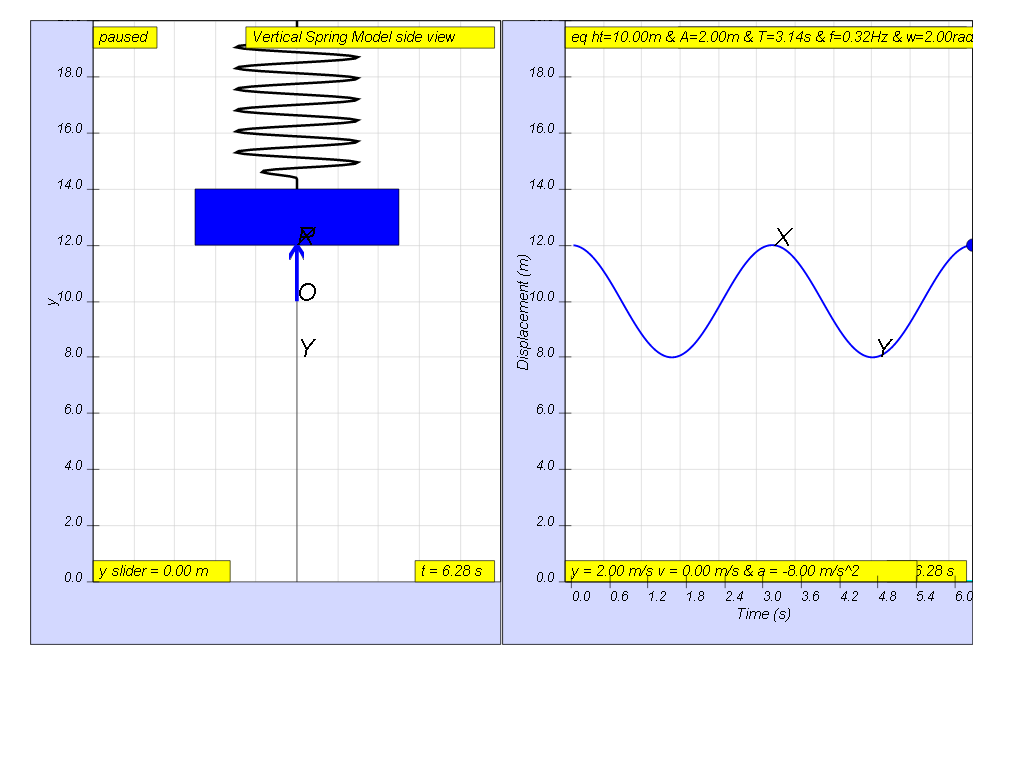 paused
Vertical Spring Model side view
18.0
16.0
14.0
12.0
10.0
8.0
6.0
4.0
2.0
0.0
y
O
Y
y slider = 0.00 m
t = 6.28 s
eq ht=10.00m & A=2.00m & T=3.14s & f=0.32Hz & w=2.00rad
18.0
16.0
14.0
12.0
10.0
8.0
6.0
4.0
2.0
0.0
Displacement (m)
X
Y
y = 2.00 m/s v = 0.00 m/s & a = -8.00 m/s^2
6.28 s
0.0 0.6 1.2 1.8 2.4 3.0 3.6 4.2 4.8 5.4 6.0
Time (s)